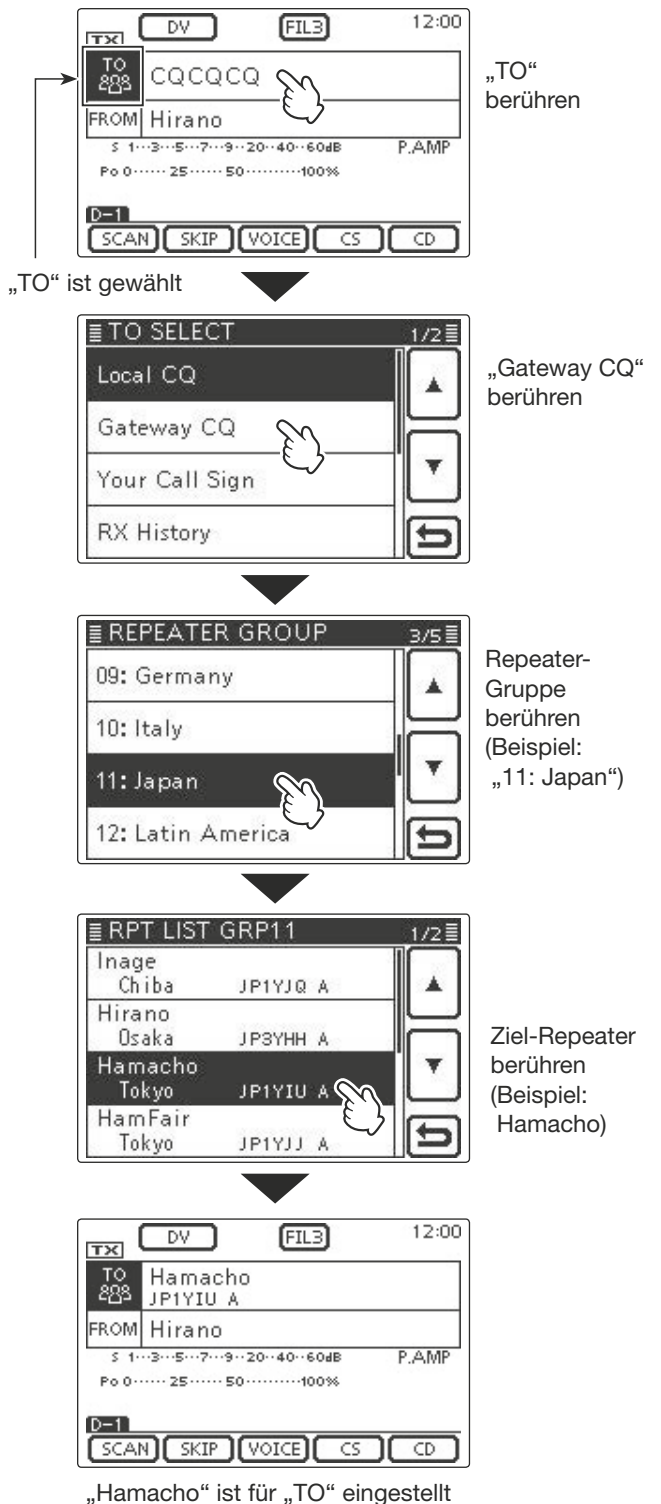 DV FIL3 12:00
TX
TO CQCQCQ
„TO“
berühren
FROM Hirano
S 1···3···5···7···9··20··40··60dB P.AMP
Po 0······ 25 ······ 50 ·········100%
D-1
SCAN SKIP VOICE CS CD
„TO“ ist gewählt
TO SELECT 1/2
Local CQ
Gateway CQ
Your Call Sign
RX History
„Gateway CQ“
berühren
REPEATER GROUP 3/5
09: Germany
10: Italy
11: Japan
12: Latin America
Repeater-
Gruppe
berühren
(Beispiel:
„11: Japan“)
RPT LIST GRP11 1/2
Inage
Chiba JP1YJQ A
Hirano
Osaka JP3YHH A
Hamacho
Tokyo JP1YIU A
HamFair
Tokyo JP1YJJ A
Ziel-Repeater
berühren
(Beispiel:
Hamacho)
DV FIL3 12:00
TX
TO Hamacho
JP1YIU A
FROM Hirano
S 1···3···5···7···9··20··40··60dB P.AMP
Po 0······ 25 ······ 50 ·········100%
D-1
SCAN SKIP VOICE CS CD
„Hamacho“ ist für „TO“ eingestellt